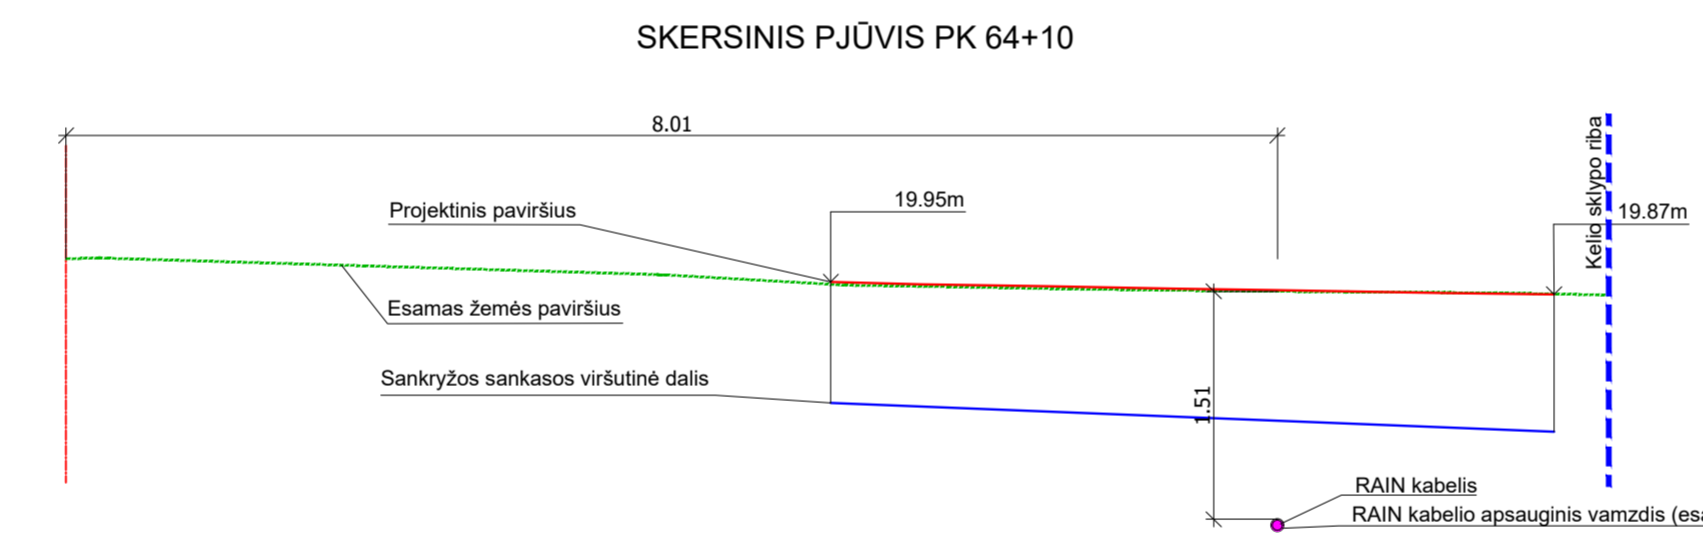 SKERSINIS PJŪVIS PK 64+10
8.01
Kelio sklypo riba
19.95m
19.87m
Projektinis paviršius
Esamas žemės paviršius
Sankryžos sankasos viršutinė dalis
1.51
RAIN kabelis
RAIN kabelio apsauginis vamzdis (esa